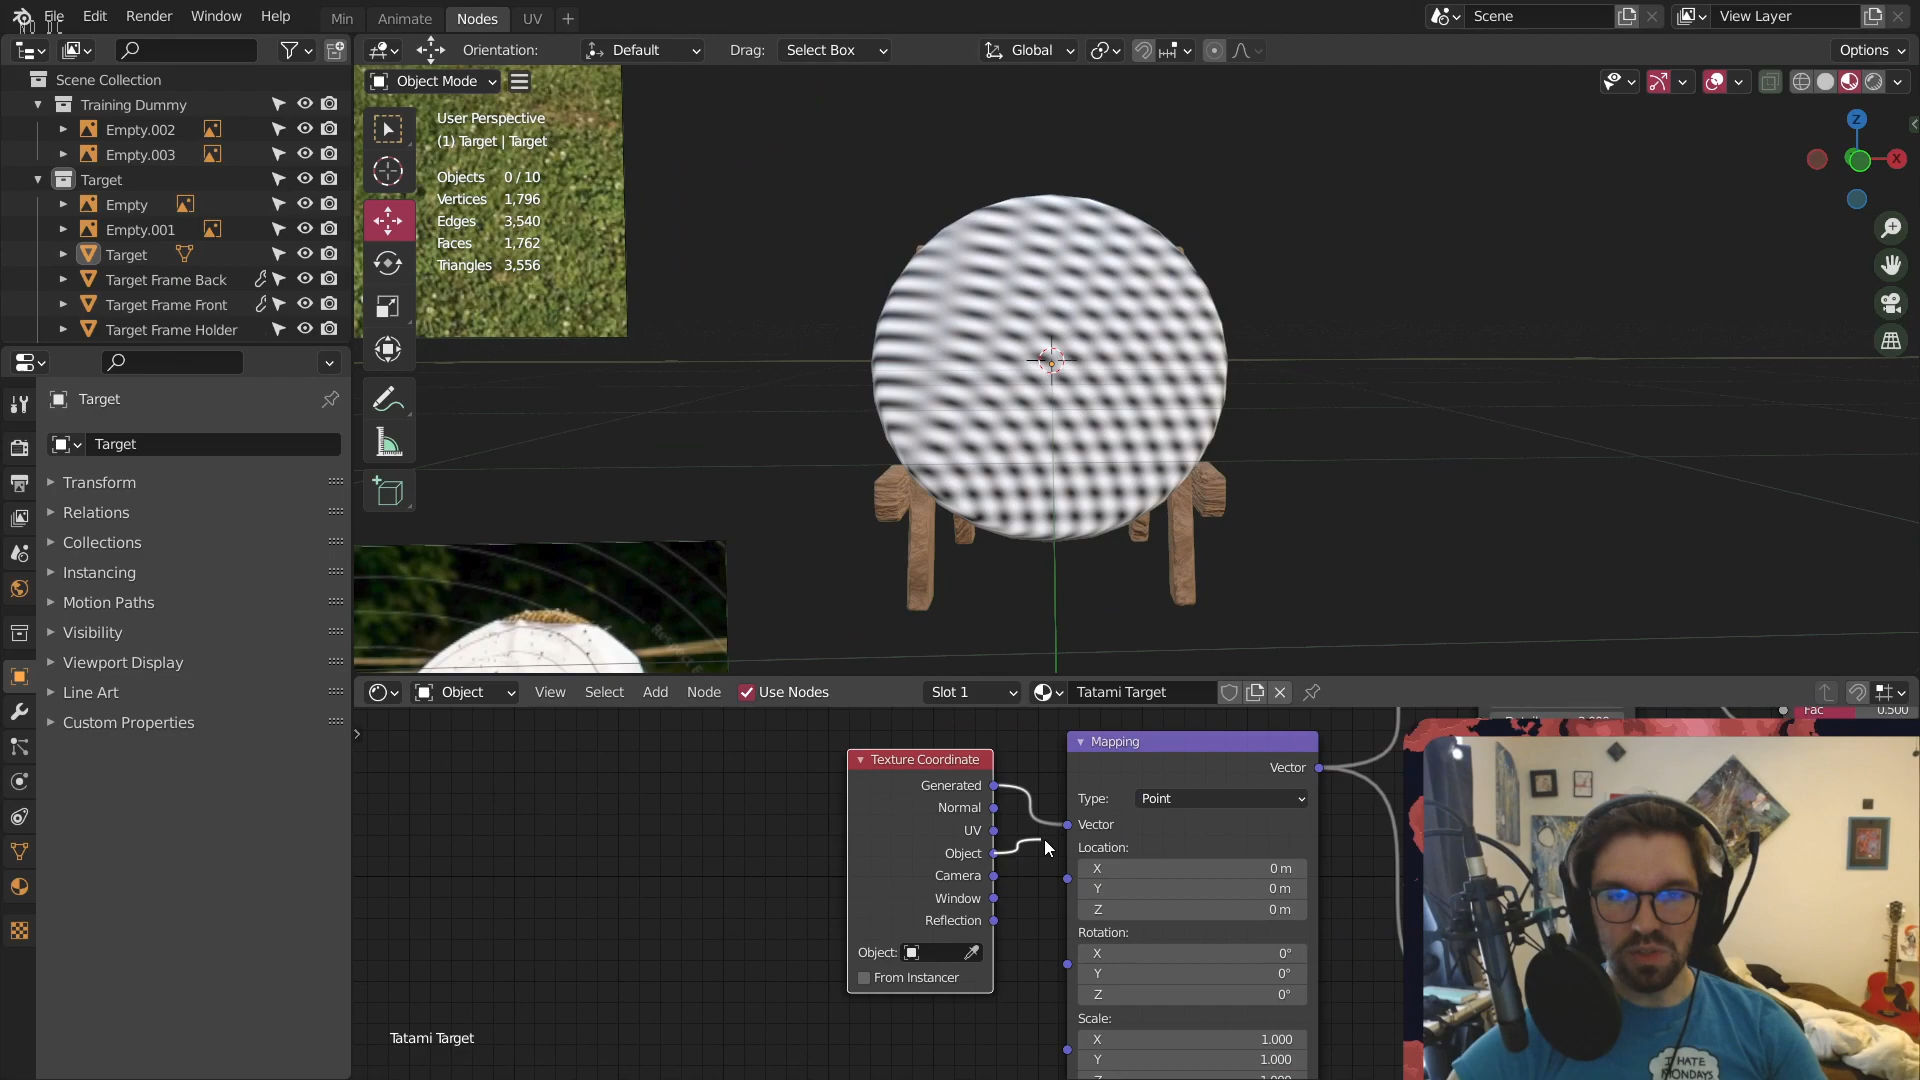 File Edit Render Window Help Min Animate Nodes UV + Scene View Layer
Orientation: Default Drag: Select Box Global Options
Object Mode
Scene Collection
Training Dummy
Empty.002
Empty.003
Target
Empty
Empty.001
Target
Target Frame Back
Target Frame Front
Target Frame Holder
User Perspective
(1) Target | Target
Objects 0 / 10
Vertices 1,796
Edges 3,540
Faces 1,762
Triangles 3,556
Z
X
Target
Target
Transform
Relations
Collections
Instancing
Motion Paths
Visibility
Viewport Display
Line Art
Custom Properties
Object View Select Add Node Use Nodes Slot 1 Tatami Target
Fac 0.500
Texture Coordinate
Generated
Normal
UV
Object
Camera
Window
Reflection
Object:
From Instancer
Mapping
Vector
Type: Point
Vector
Location:
X 0 m
Y 0 m
Z 0 m
Rotation:
X 0°
Y 0°
Z 0°
Scale:
X 1.000
Y 1.000
Tatami Target
I HATE
MONDAYS